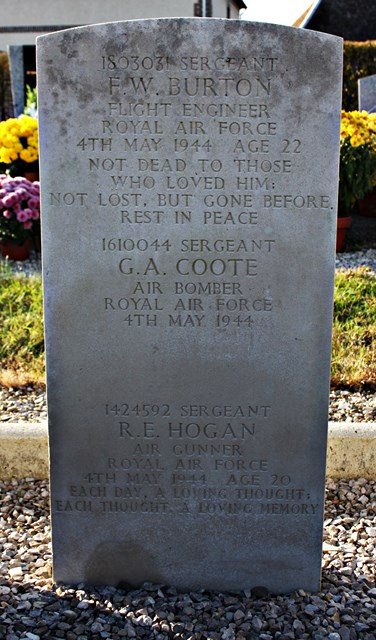 1803031 SERGEANT
F.W. BURTON
FLIGHT ENGINEER
ROYAL AIR FORCE
4TH MAY 1944 AGE 22
NOT DEAD TO THOSE
WHO LOVED HIM:
NOT LOST, BUT GONE BEFORE.
REST IN PEACE
1610044 SERGEANT
G.A. COOTE
AIR BOMBER
ROYAL AIR FORCE
4TH MAY 1944
1424592 SERGEANT
R.E. HOGAN
AIR GUNNER
ROYAL AIR FORCE
4TH MAY 1944 AGE 20
EACH DAY, A LOVING THOUGHT:
EACH THOUGHT, A LOVING MEMORY